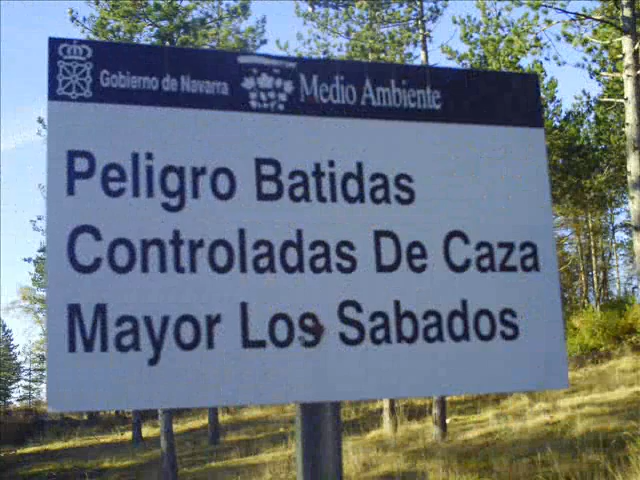 Gobierno de Navarra Medio Ambiente
Peligro Batidas
Controladas De Caza
Mayor Los Sabados